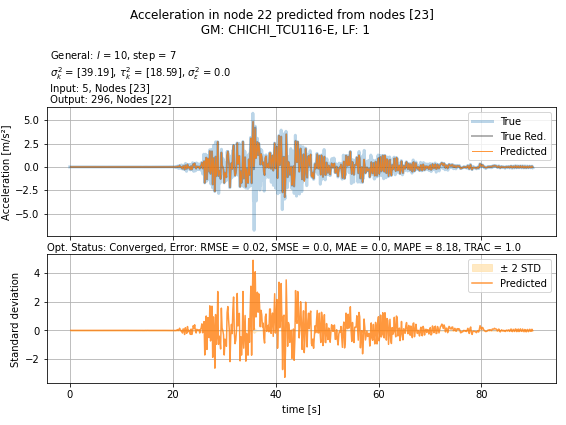 Acceleration in node 22 predicted from nodes [23]
GM: CHICHI_TCU116-E, LF: 1
General: l = 10, step = 7
σ²ₖ = [39.19], τ²ₖ = [18.59], σ²ε = 0.0
Input: 5, Nodes [23]
Output: 296, Nodes [22]
Acceleration [m/s²]
5.0
2.5
0.0
−2.5
−5.0
True
True Red.
Predicted
Opt. Status: Converged, Error: RMSE = 0.02, SMSE = 0.0, MAE = 0.0, MAPE = 8.18, TRAC = 1.0
Standard deviation
4
2
0
−2
± 2 STD
Predicted
0 20 40 60 80
time [s]